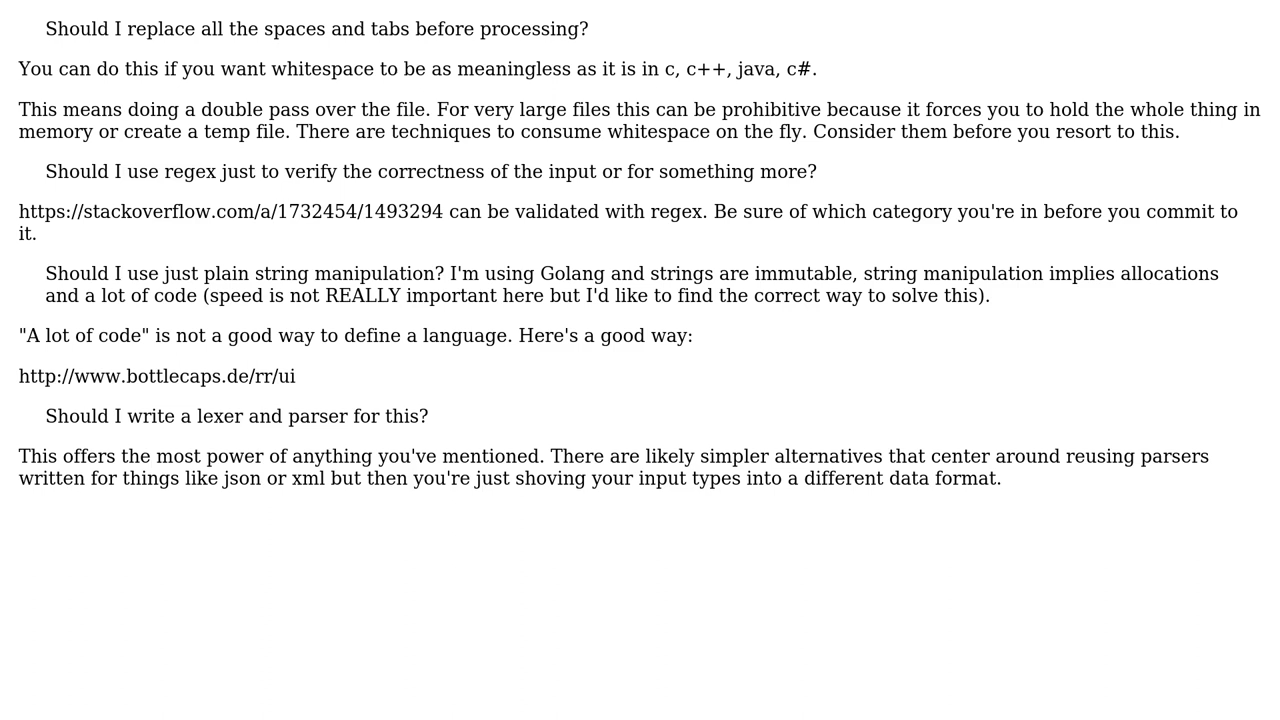 Should I replace all the spaces and tabs before processing?
You can do this if you want whitespace to be as meaningless as it is in c, c++, java, c#.
This means doing a double pass over the file. For very large files this can be prohibitive because it forces you to hold the whole thing in
memory or create a temp file. There are techniques to consume whitespace on the fly. Consider them before you resort to this.
Should I use regex just to verify the correctness of the input or for something more?
https://stackoverflow.com/a/1732454/1493294 can be validated with regex. Be sure of which category you're in before you commit to
it.
Should I use just plain string manipulation? I'm using Golang and strings are immutable, string manipulation implies allocations
and a lot of code (speed is not REALLY important here but I'd like to find the correct way to solve this).
"A lot of code" is not a good way to define a language. Here's a good way:
http://www.bottlecaps.de/rr/ui
Should I write a lexer and parser for this?
This offers the most power of anything you've mentioned. There are likely simpler alternatives that center around reusing parsers
written for things like json or xml but then you're just shoving your input types into a different data format.